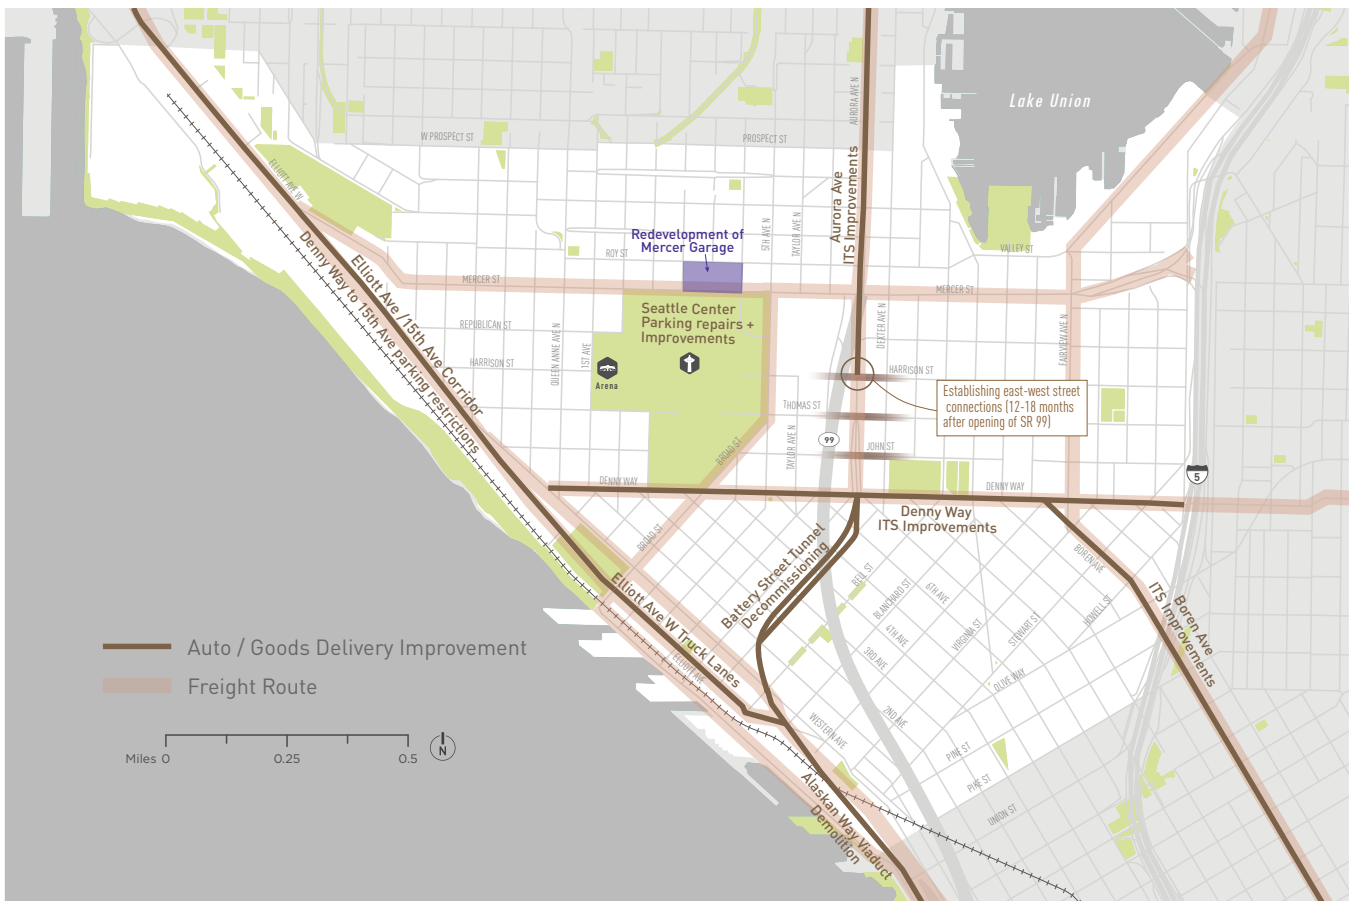 Lake Union
W PROSPECT ST
PROSPECT ST
AURORA AVE N
ELLIOTT AVE W
Aurora Ave
ITS Improvements
Redevelopment of
Mercer Garage
5TH AVE N
TAYLOR AVE N
ROY ST
VALLEY ST
MERCER ST
MERCER ST
Elliott Ave /15th Ave Corridor
Denny Way to 15th Ave parking restrictions
Seattle Center
Parking repairs +
Improvements
REPUBLICAN ST
HARRISON ST
QUEEN ANNE AVE N
1ST AVE
Arena
DEXTER AVE N
FAIRVIEW AVE N
HARRISON ST
Establishing east-west street
connections (12-18 months
after opening of SR 99)
THOMAS ST
99
JOHN ST
TAYLOR AVE N
BROAD ST
DENNY WAY
DENNY WAY
5
Denny Way
ITS Improvements
BROAD ST
Battery Street Tunnel
Decommissioning
BELL ST
BLANCHARD ST
6TH AVE
4TH AVE
3RD AVE
VIRGINIA ST
STEWART ST
HOWELL ST
BOREN AVE
Boren Ave
ITS Improvements
OLIVE WAY
Elliott Ave W Truck Lanes
ELLIOTT AVE
2ND AVE
WESTERN AVE
PINE ST
PIKE ST
UNION ST
Alaskan Way Viaduct
Demolition
Auto / Goods Delivery Improvement
Freight Route
Miles 0 0.25 0.5
N